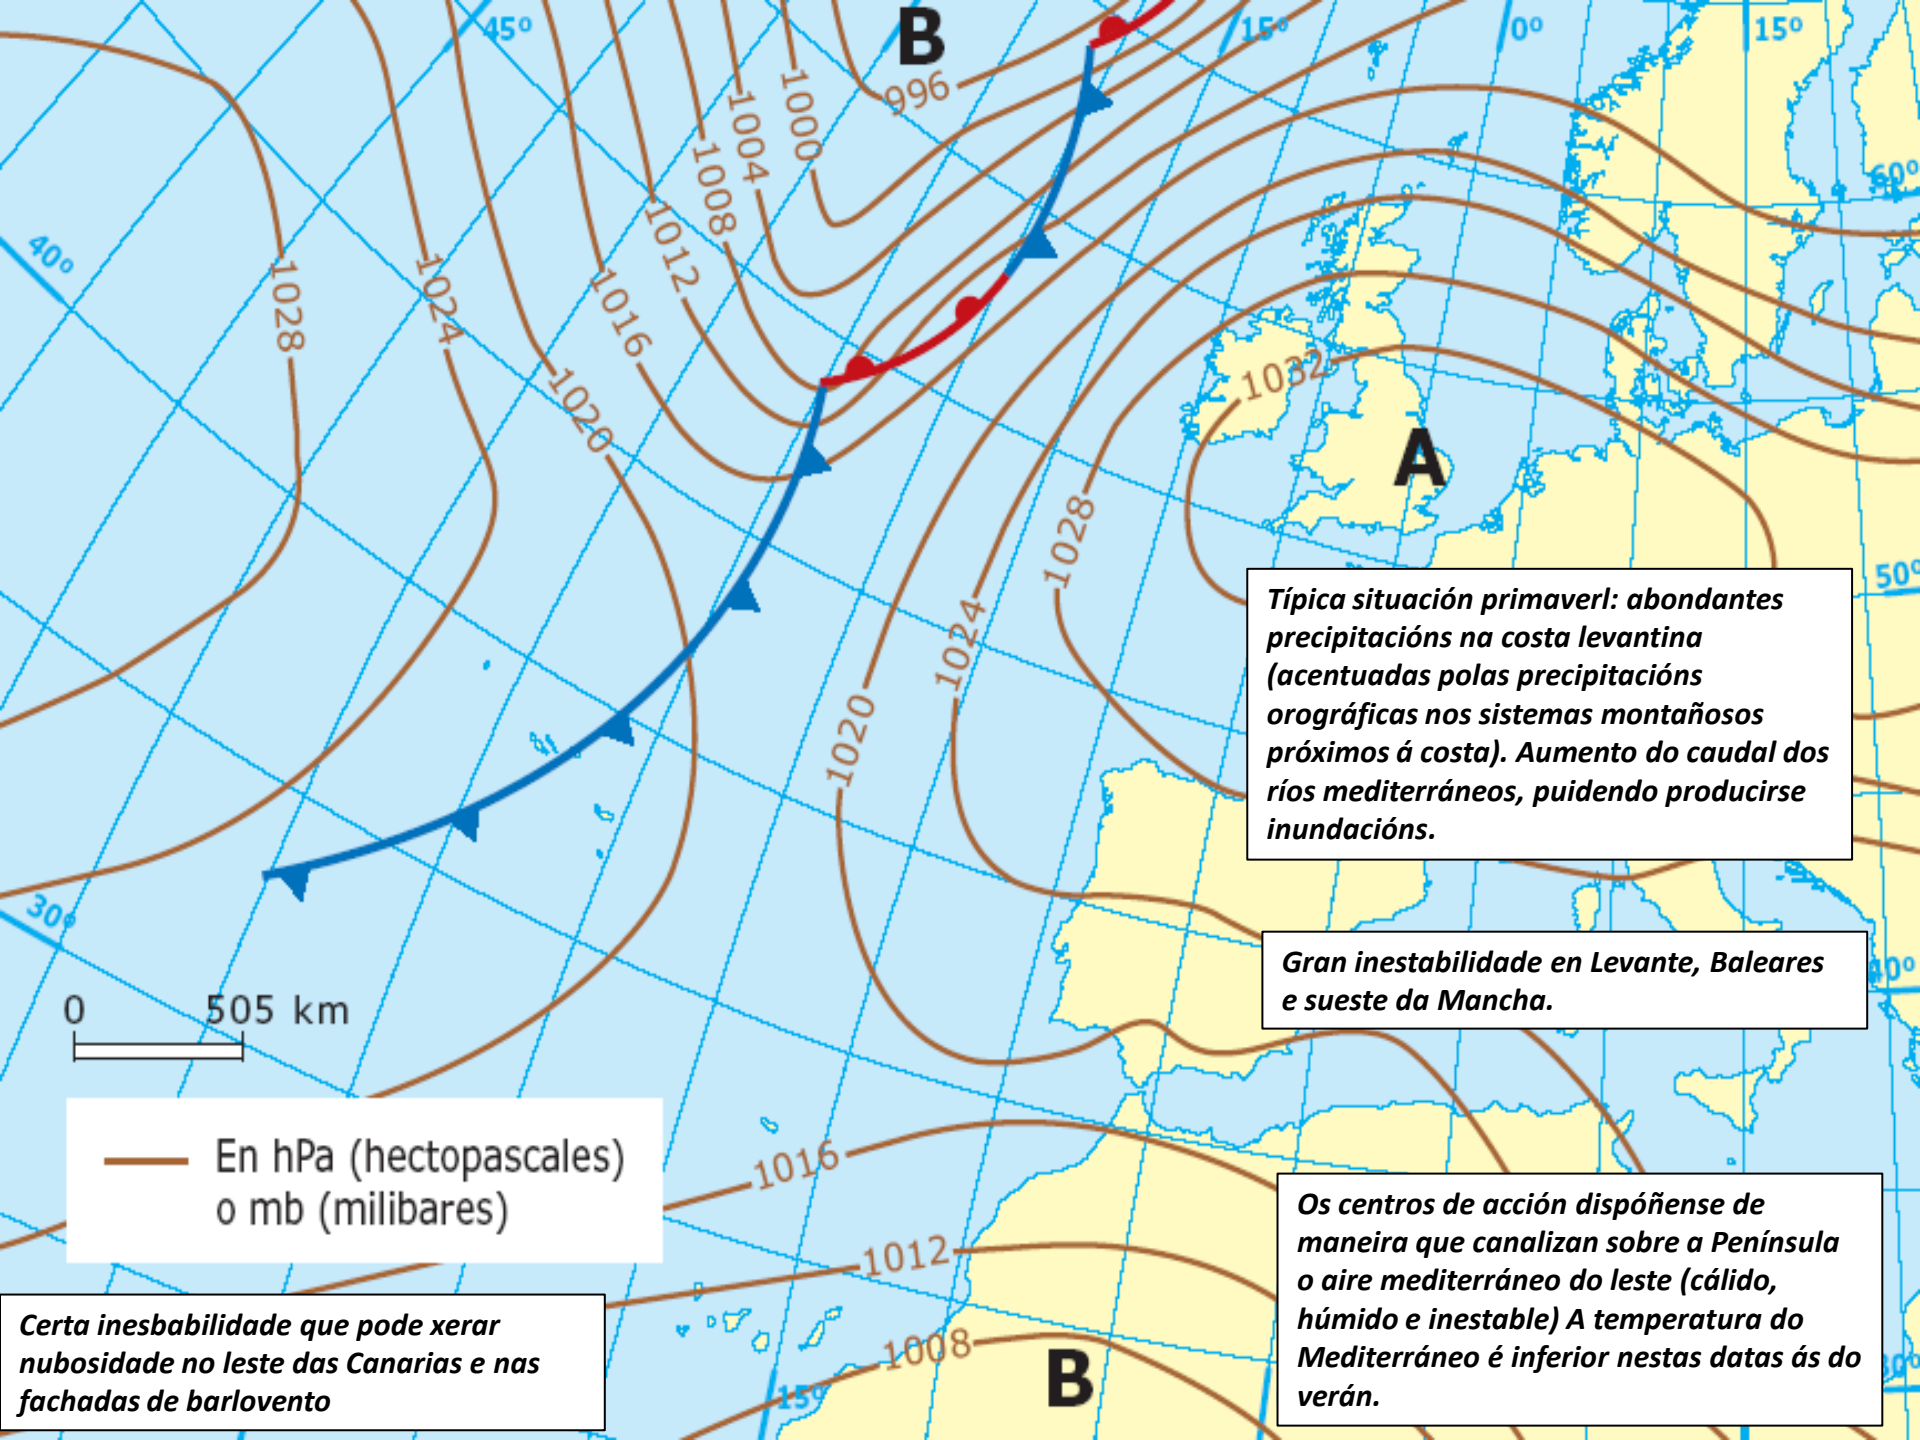 45º
B
15º
0º
15º
996
1000
1004
1008
60º
1012
40º
1028
1024
1016
1020
1032
A
1028
50º
Típica situación primaverl: abondantes
precipitacións na costa levantina
(acentuadas polas precipitacións
orográficas nos sistemas montañosos
próximos á costa). Aumento do caudal dos
ríos mediterráneos, puidendo producirse
inundacións.
1024
1020
30º
Gran inestabilidade en Levante, Baleares
e sueste da Mancha.
40º
0 505 km
En hPa (hectopascales)
o mb (milibares)
1016
1012
1008
B
Os centros de acción dispóñense de
maneira que canalizan sobre a Península
o aire mediterráneo do leste (cálido,
húmido e inestable) A temperatura do
Mediterráneo é inferior nestas datas ás do
verán.
30º
Certa inesbabilidade que pode xerar
nubosidade no leste das Canarias e nas
fachadas de barlovento
15º